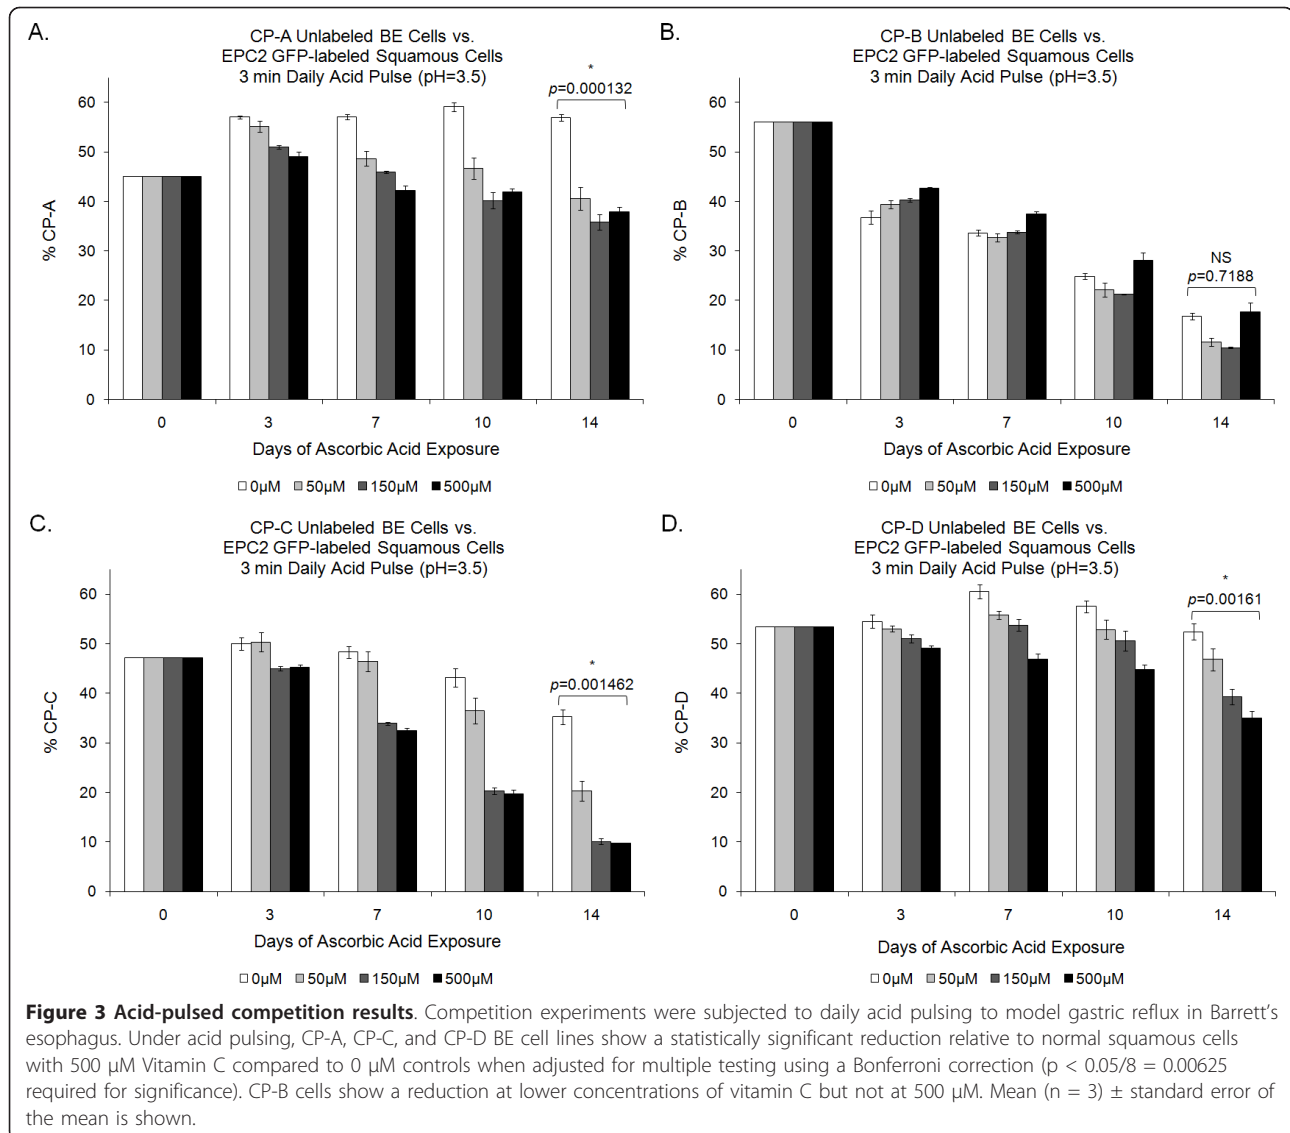 A.
CP-A Unlabeled BE Cells vs.
EPC2 GFP-labeled Squamous Cells
3 min Daily Acid Pulse (pH=3.5)
*
p=0.000132
60
50
40
30
20
10
0
% CP-A
0 3 7 10 14
Days of Ascorbic Acid Exposure
0µM 50µM 150µM 500µM
B.
CP-B Unlabeled BE Cells vs.
EPC2 GFP-labeled Squamous Cells
3 min Daily Acid Pulse (pH=3.5)
NS
p=0.7188
60
50
40
30
20
10
0
% CP-B
0 3 7 10 14
Days of Ascorbic Acid Exposure
0µM 50µM 150µM 500µM
C.
CP-C Unlabeled BE Cells vs.
EPC2 GFP-labeled Squamous Cells
3 min Daily Acid Pulse (pH=3.5)
*
p=0.001462
60
50
40
30
20
10
0
% CP-C
0 3 7 10 14
Days of Ascorbic Acid Exposure
0µM 50µM 150µM 500µM
D.
CP-D Unlabeled BE Cells vs.
EPC2 GFP-labeled Squamous Cells
3 min Daily Acid Pulse (pH=3.5)
*
p=0.00161
60
50
40
30
20
10
0
% CP-D
0 3 7 10 14
Days of Ascorbic Acid Exposure
0µM 50µM 150µM 500µM
Figure 3 Acid-pulsed competition results. Competition experiments were subjected to daily acid pulsing to model gastric reflux in Barrett's
esophagus. Under acid pulsing, CP-A, CP-C, and CP-D BE cell lines show a statistically significant reduction relative to normal squamous cells
with 500 µM Vitamin C compared to 0 µM controls when adjusted for multiple testing using a Bonferroni correction (p < 0.05/8 = 0.00625
required for significance). CP-B cells show a reduction at lower concentrations of vitamin C but not at 500 µM. Mean (n = 3) ± standard error of
the mean is shown.